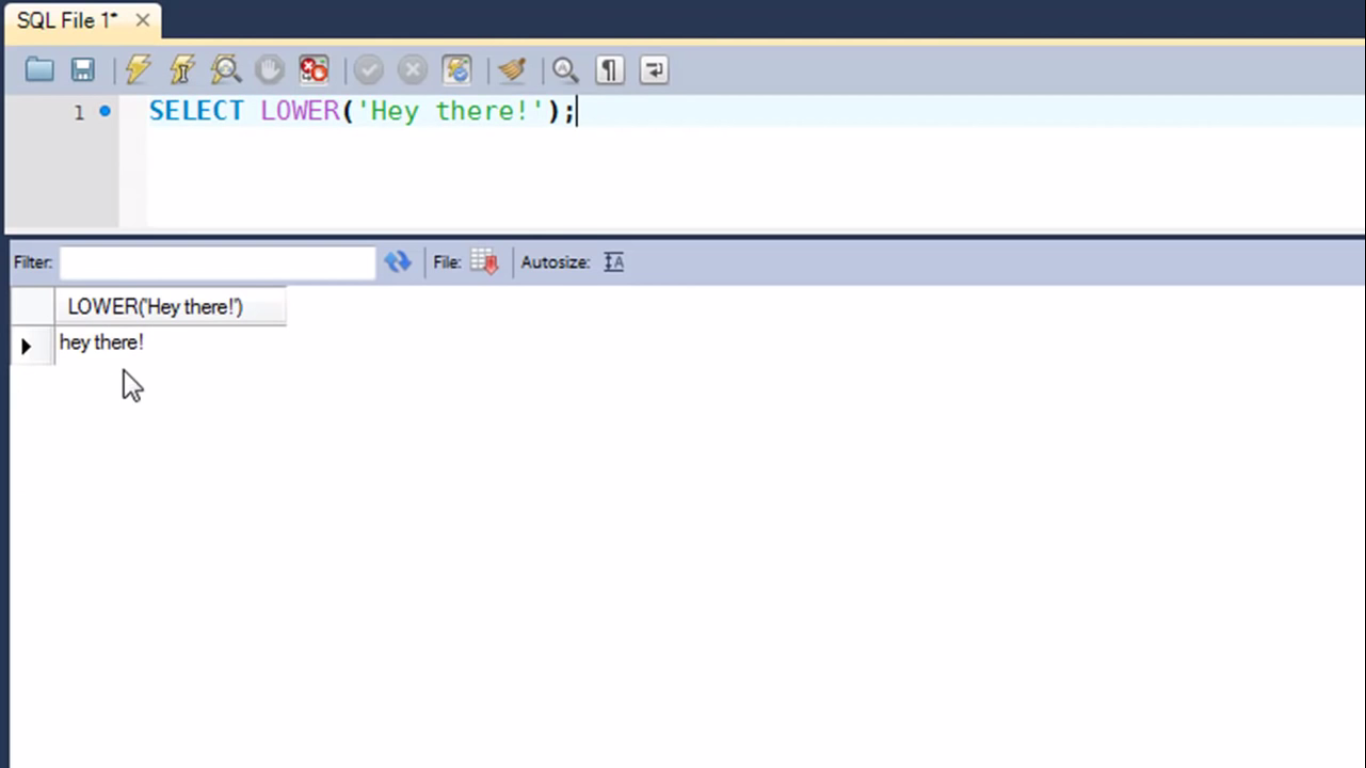 SQL File 1*
1 SELECT LOWER('Hey there!');
Filter: File: Autosize:
LOWER('Hey there!')
hey there!